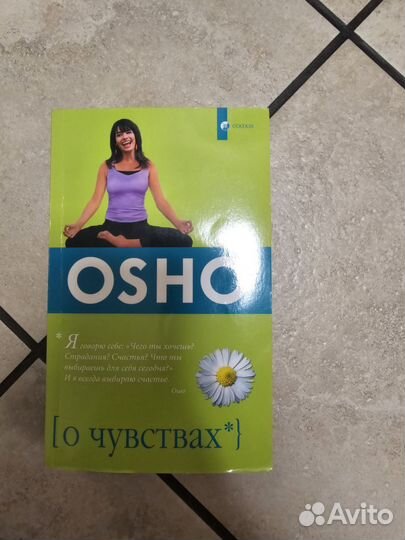 СОФИЯ
OSHO
* Я говорю себе: «Чего ты хочешь?
Страдания? Счастья? Что ты
выбираешь для себя сегодня?»
И я всегда выбираю счастье.
Ошо
[о чувствах*}
Avito